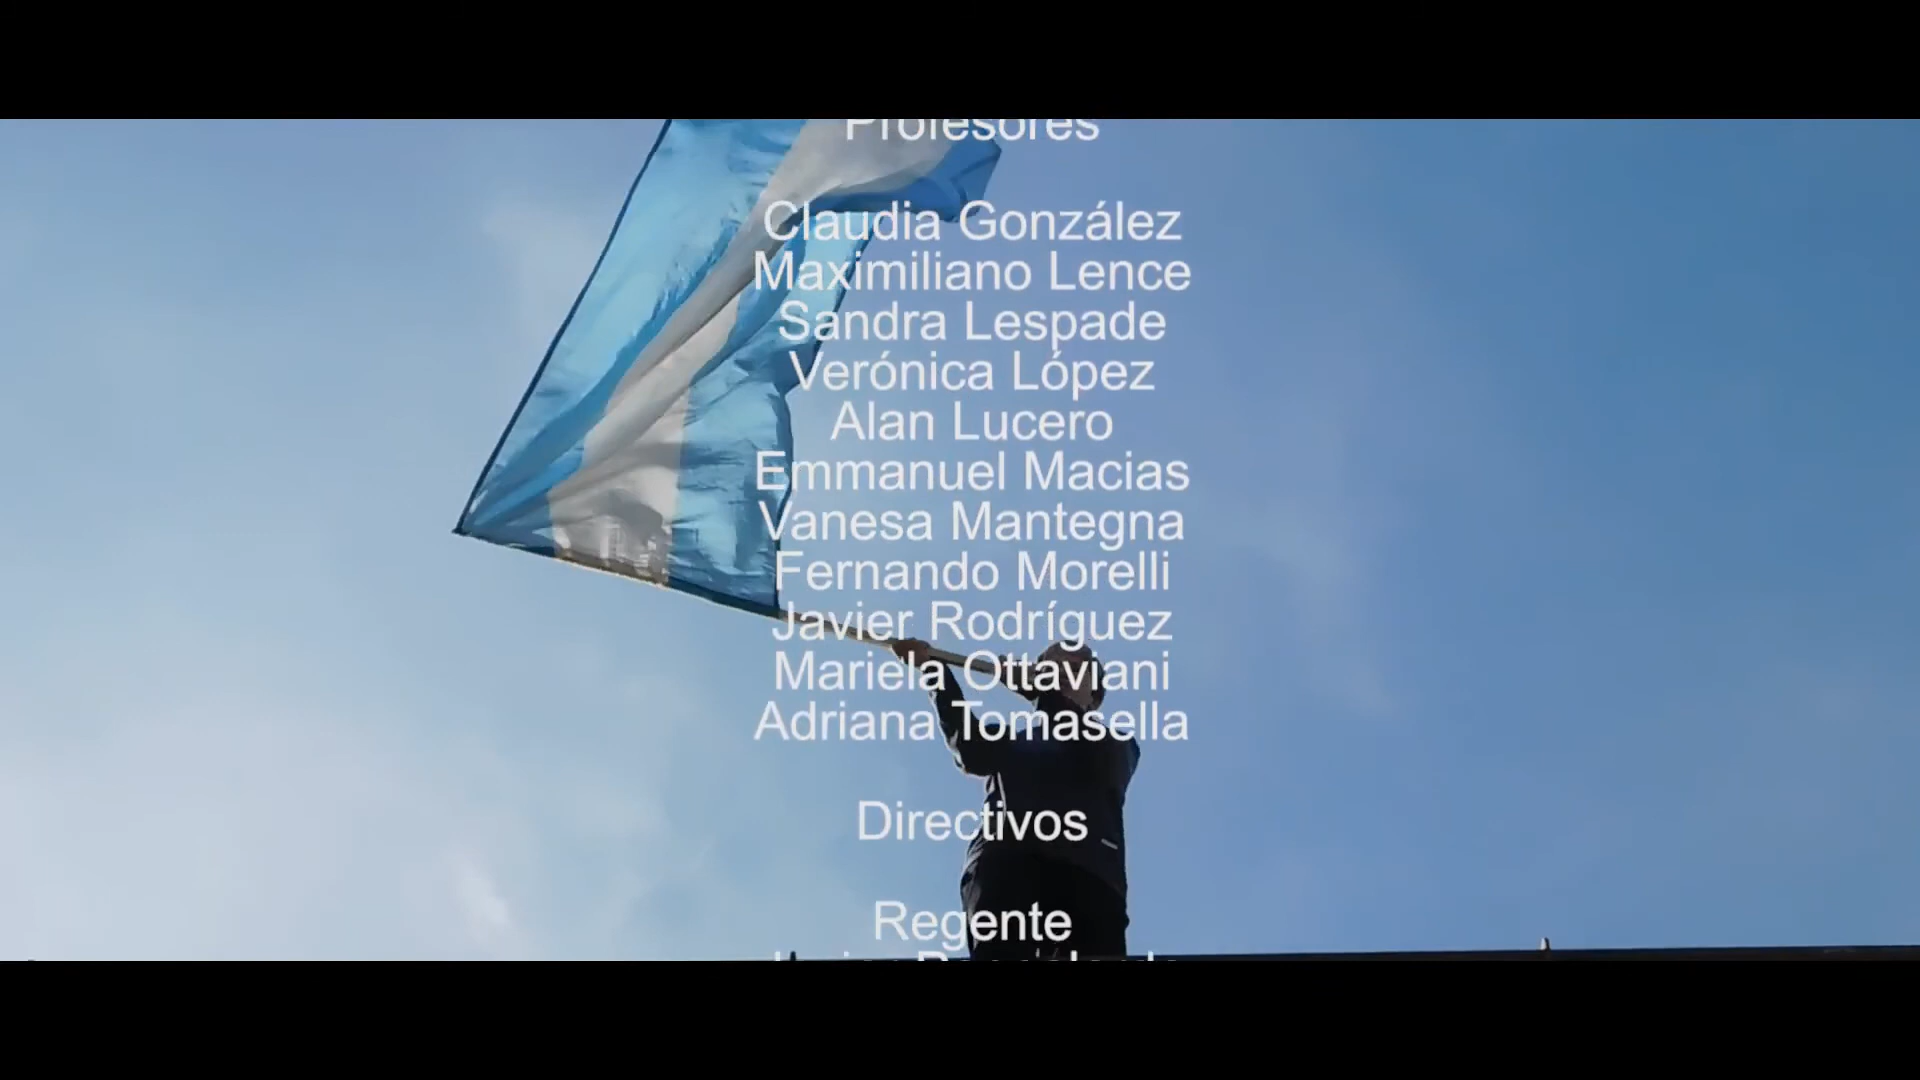 Profesores
Claudia González
Maximiliano Lence
Sandra Lespade
Verónica López
Alan Lucero
Emmanuel Macias
Vanesa Mantegna
Fernando Morelli
Javier Rodríguez
Mariela Ottaviani
Adriana Tomasella
Directivos
Regente